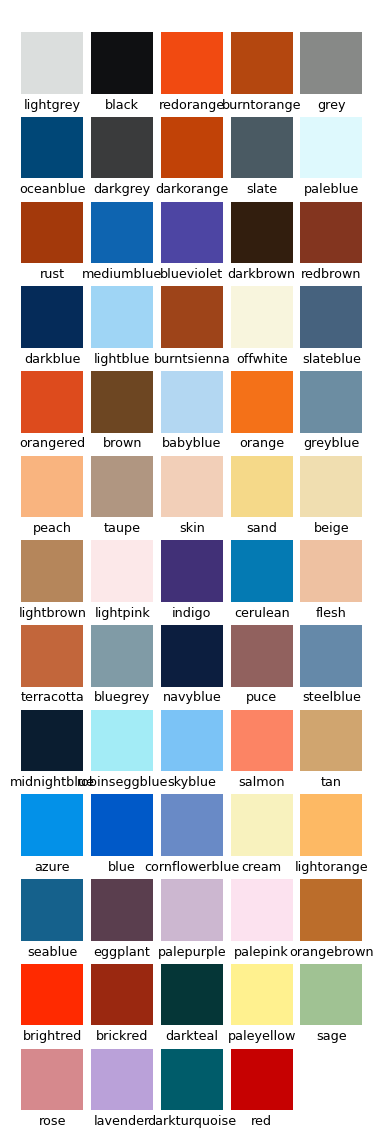 lightgrey black redorange burntorange grey
oceanblue darkgrey darkorange slate paleblue
rust mediumblue blueviolet darkbrown redbrown
darkblue lightblue burntsienna offwhite slateblue
orangered brown babyblue orange greyblue
peach taupe skin sand beige
lightbrown lightpink indigo cerulean flesh
terracotta bluegrey navyblue puce steelblue
midnightblue robinseggblue skyblue salmon tan
azure blue cornflowerblue cream lightorange
seablue eggplant palepurple palepink orangebrown
brightred brickred darkteal paleyellow sage
rose lavender darkturquoise red